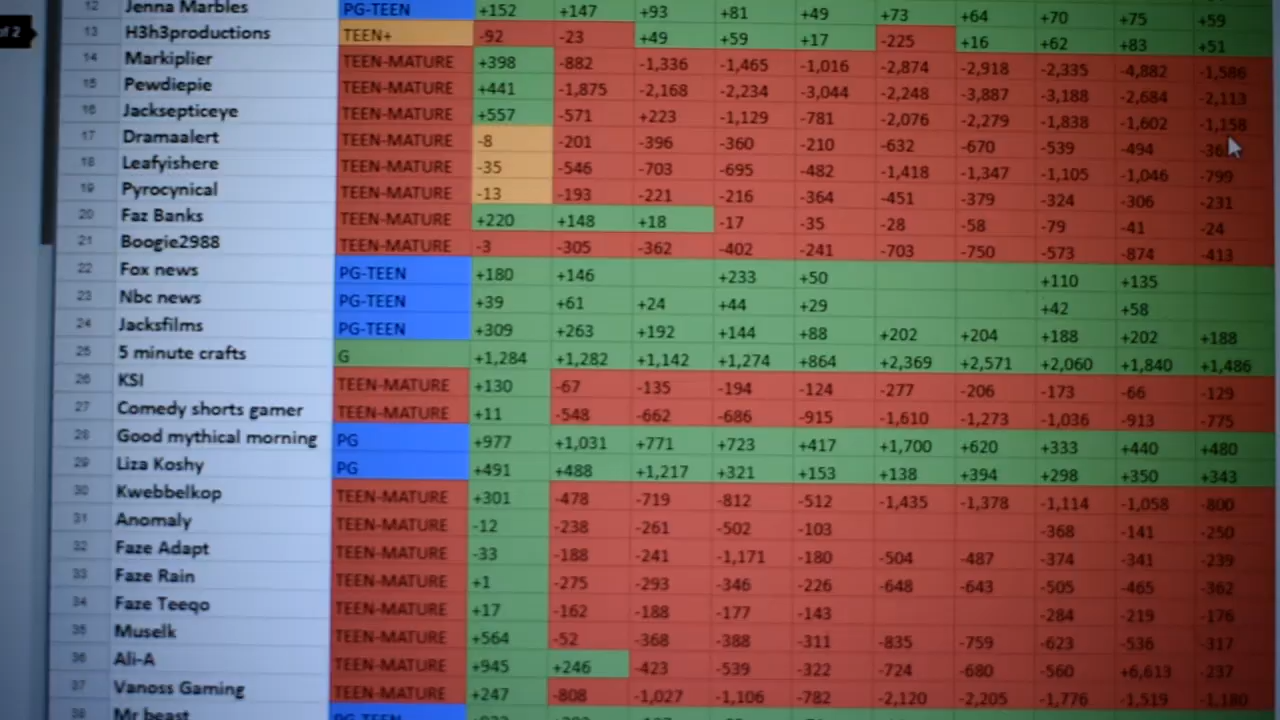 of 2
12 Jenna Marbles PG-TEEN +152 +147 +93 +81 +49 +73 +64 +70 +75 +59
13 H3h3productions TEEN+ -92 -23 +49 +59 +17 -225 +16 +62 +83 +51
14 Markiplier TEEN-MATURE +398 -882 -1,336 -1,465 -1,016 -2,874 -2,918 -2,335 -4,882 -1,586
15 Pewdiepie TEEN-MATURE +441 -1,875 -2,168 -2,234 -3,044 -2,248 -3,887 -3,188 -2,684 -2,113
16 Jacksepticeye TEEN-MATURE +557 -571 +223 -1,129 -781 -2,076 -2,279 -1,838 -1,602 -1,158
17 Dramaalert TEEN-MATURE -8 -201 -396 -360 -210 -632 -670 -539 -494
18 Leafyishere TEEN-MATURE -35 -546 -703 -695 -482 -1,418 -1,347 -1,105 -1,046 -799
19 Pyrocynical TEEN-MATURE -13 -193 -221 -216 -364 -451 -379 -324 -306 -231
20 Faz Banks TEEN-MATURE +220 +148 +18 -17 -35 -28 -58 -79 -41 -24
21 Boogie2988 TEEN-MATURE -3 -305 -362 -402 -241 -703 -750 -573 -874 -413
22 Fox news PG-TEEN +180 +146 +233 +50 +110 +135
23 Nbc news PG-TEEN +39 +61 +24 +44 +29 +42 +58
24 Jacksfilms PG-TEEN +309 +263 +192 +144 +88 +202 +204 +188 +202 +188
25 5 minute crafts G +1,284 +1,282 +1,142 +1,274 +864 +2,369 +2,571 +2,060 +1,840 +1,486
26 KSI TEEN-MATURE +130 -67 -135 -194 -124 -277 -206 -173 -66 -129
27 Comedy shorts gamer TEEN-MATURE +11 -548 -662 -686 -915 -1,610 -1,273 -1,036 -913 -775
28 Good mythical morning PG +977 +1,031 +771 +723 +417 +1,700 +620 +333 +440 +480
29 Liza Koshy PG +491 +488 +1,217 +321 +153 +138 +394 +298 +350 +343
30 Kwebbelkop TEEN-MATURE +301 -478 -719 -812 -512 -1,435 -1,378 -1,114 -1,058 -800
31 Anomaly TEEN-MATURE -12 -238 -261 -502 -103 -368 -141 -250
32 Faze Adapt TEEN-MATURE -33 -188 -241 -1,171 -180 -504 -487 -374 -341 -239
33 Faze Rain TEEN-MATURE +1 -275 -293 -346 -226 -648 -643 -505 -465 -362
34 Faze Teeqo TEEN-MATURE +17 -162 -188 -177 -143 -284 -219 -176
35 Muselk TEEN-MATURE +564 -52 -368 -388 -311 -835 -759 -623 -536 -317
36 Ali-A TEEN-MATURE +945 +246 -423 -539 -322 -724 -680 -560 +6,613 -237
37 Vanoss Gaming TEEN-MATURE +247 -808 -1,027 -1,106 -782 -2,120 -2,205 -1,776 -1,519 -1,180
38 Mr beast PG-TEEN